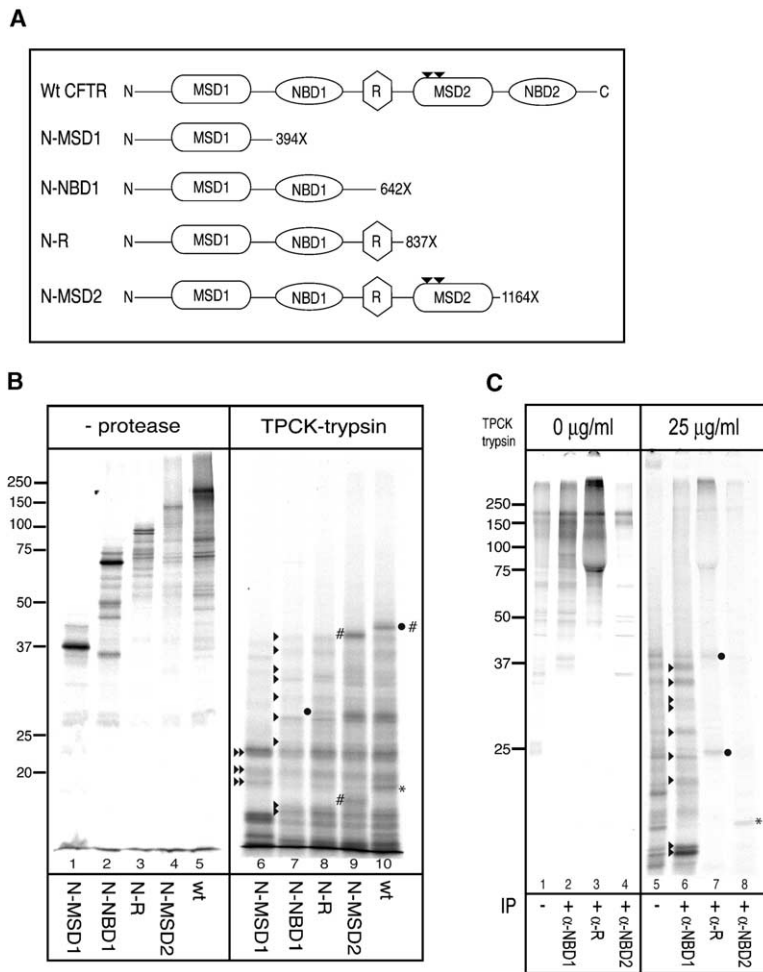 A
Wt CFTR N MSD1 NBD1 R MSD2 NBD2 C
N-MSD1 N MSD1 394X
N-NBD1 N MSD1 NBD1 642X
N-R N MSD1 NBD1 R 837X
N-MSD2 N MSD1 NBD1 R MSD2 1164X
B
- protease TPCK-trypsin
250
150
100
75
50
37
25
20
# #
#
*
1 2 3 4 5 6 7 8 9 10
N-MSD1 N-NBD1 N-R N-MSD2 wt N-MSD1 N-NBD1 N-R N-MSD2 wt
C
TPCK
trypsin
0 µg/ml 25 µg/ml
250
150
100
75
50
37
25
*
1 2 3 4 5 6 7 8
IP - + + + - + + +
α-NBD1 α-R α-NBD2 α-NBD1 α-R α-NBD2